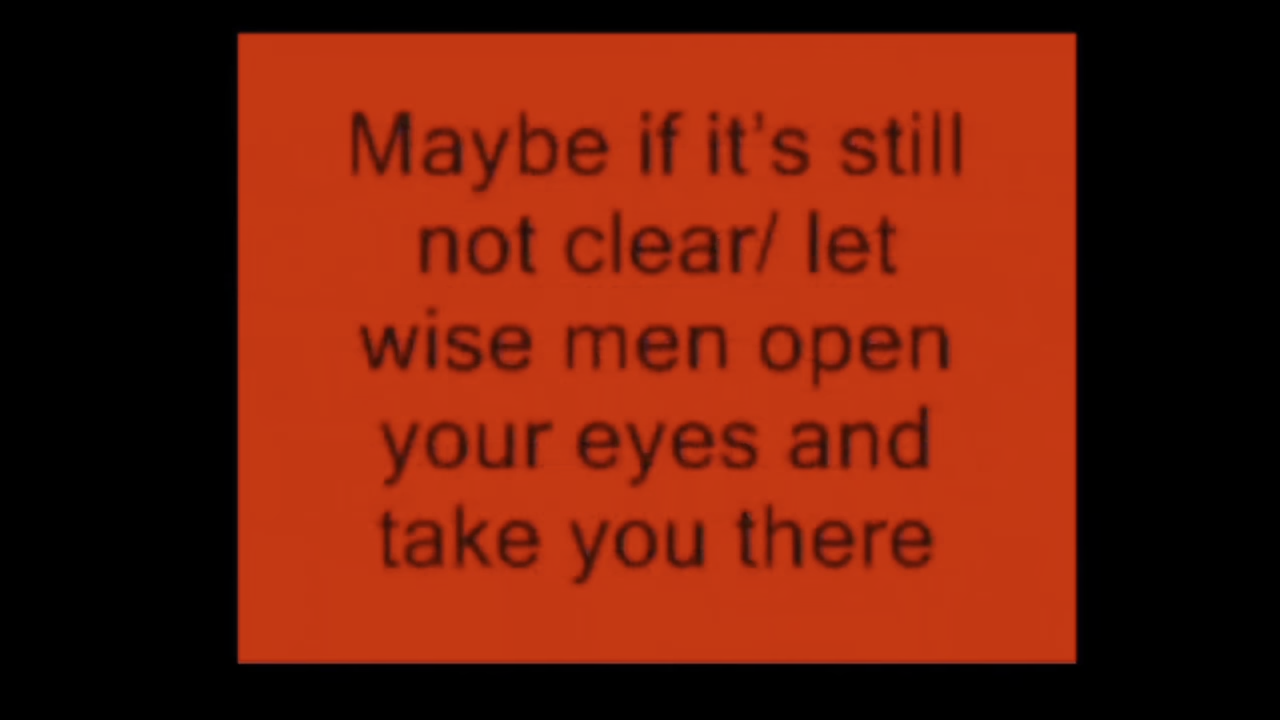 Maybe if it's still
not clear/ let
wise men open
your eyes and
take you there